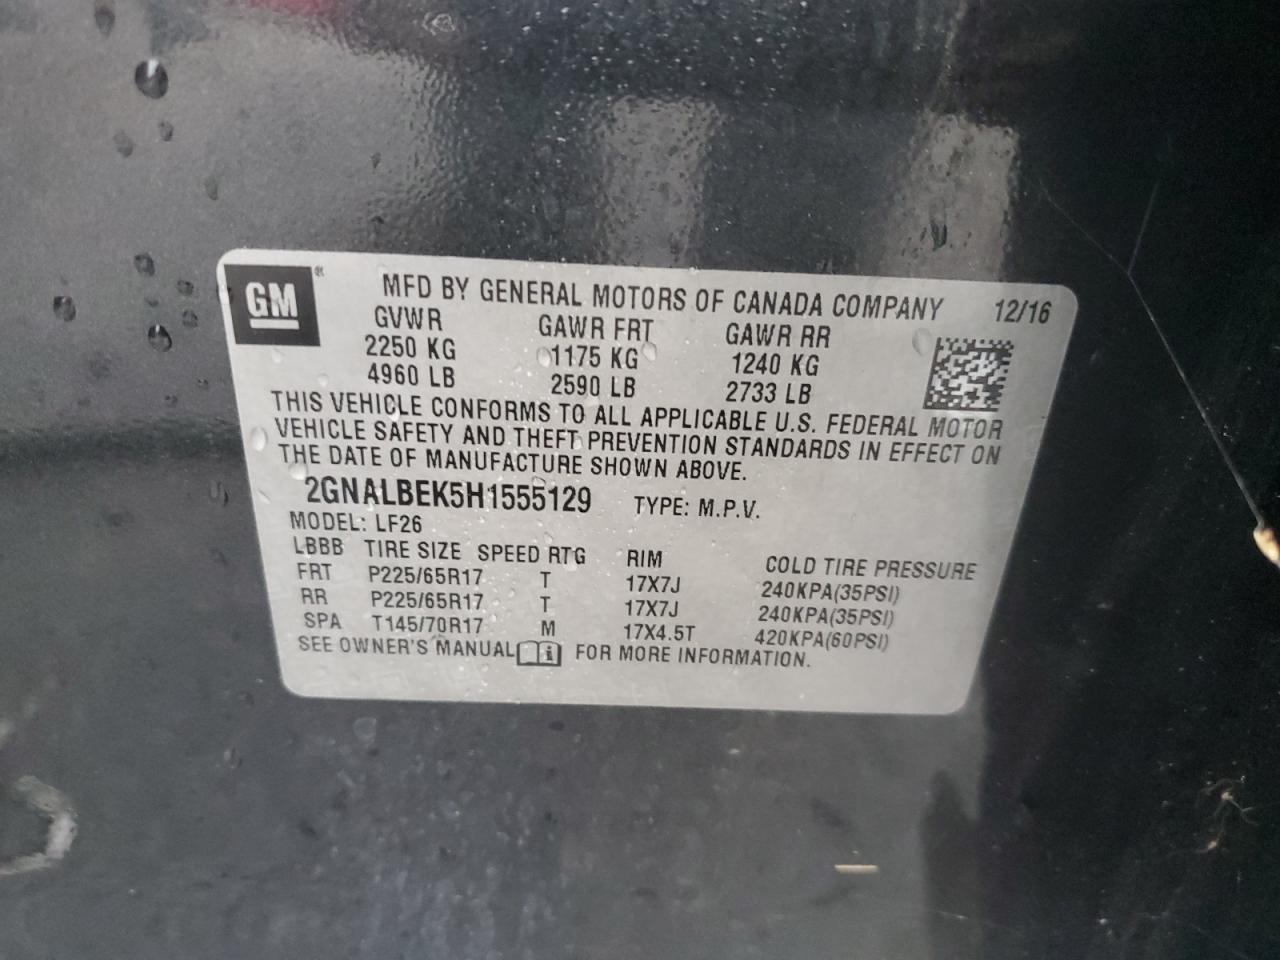 GM ®
MFD BY GENERAL MOTORS OF CANADA COMPANY 12/16
GVWR GAWR FRT GAWR RR
2250 KG 1175 KG 1240 KG
4960 LB 2590 LB 2733 LB
THIS VEHICLE CONFORMS TO ALL APPLICABLE U.S. FEDERAL MOTOR
VEHICLE SAFETY AND THEFT PREVENTION STANDARDS IN EFFECT ON
THE DATE OF MANUFACTURE SHOWN ABOVE.
2GNALBEK5H1555129 TYPE: M.P.V.
MODEL: LF26
LBBB TIRE SIZE SPEED RTG RIM COLD TIRE PRESSURE
FRT P225/65R17 T 17X7J 240KPA(35PSI)
RR P225/65R17 T 17X7J 240KPA(35PSI)
SPA T145/70R17 M 17X4.5T 420KPA(60PSI)
SEE OWNER'S MANUAL i FOR MORE INFORMATION.